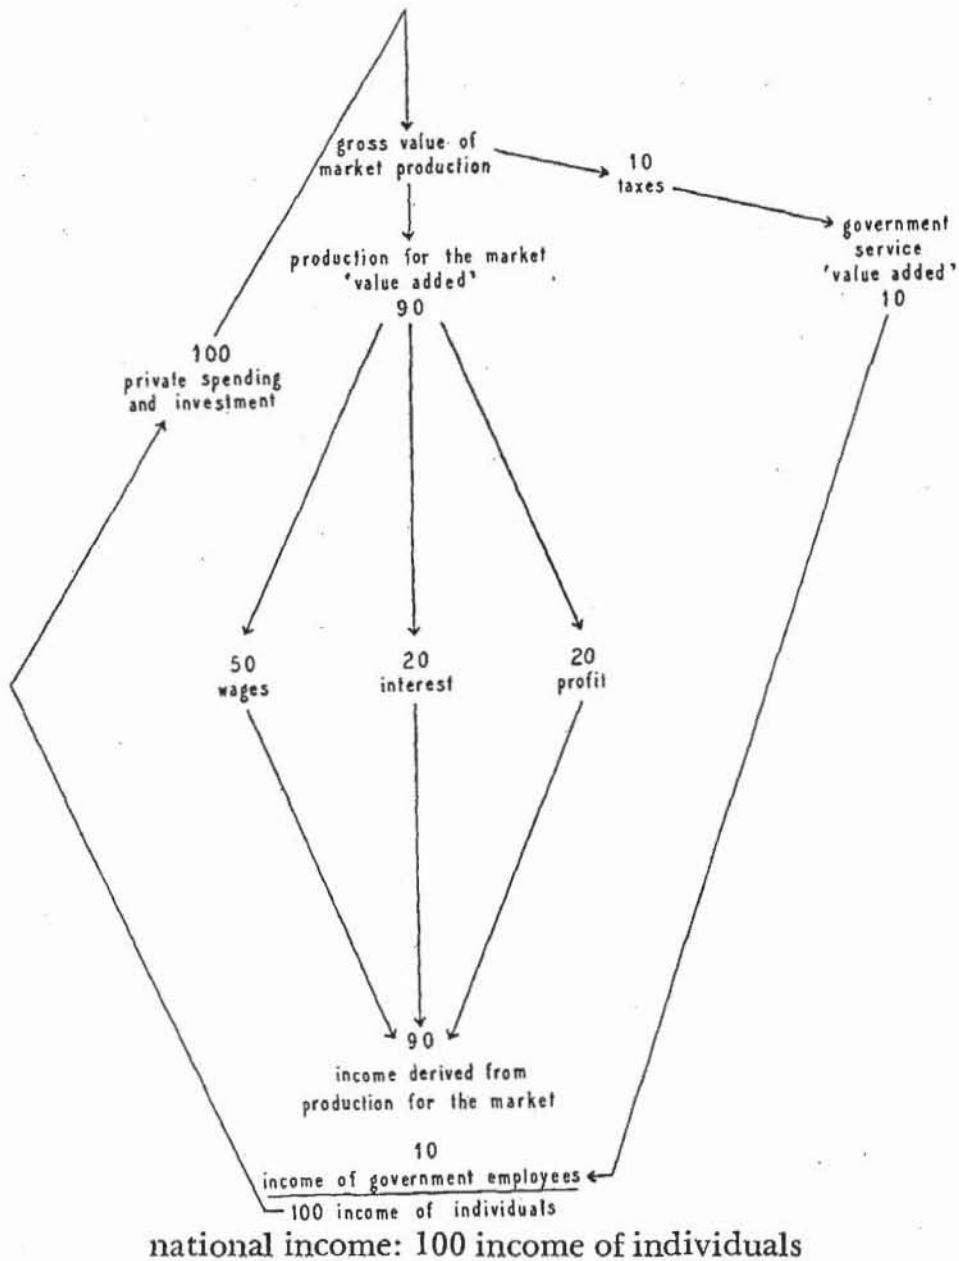 gross value of
market production
10
taxes
government
service
'value added'
10
production for the market
'value added'
90
100
private spending
and investment
50
wages
20
interest
20
profit
90
income derived from
production for the market
10
income of government employees
100 income of individuals
national income: 100 income of individuals